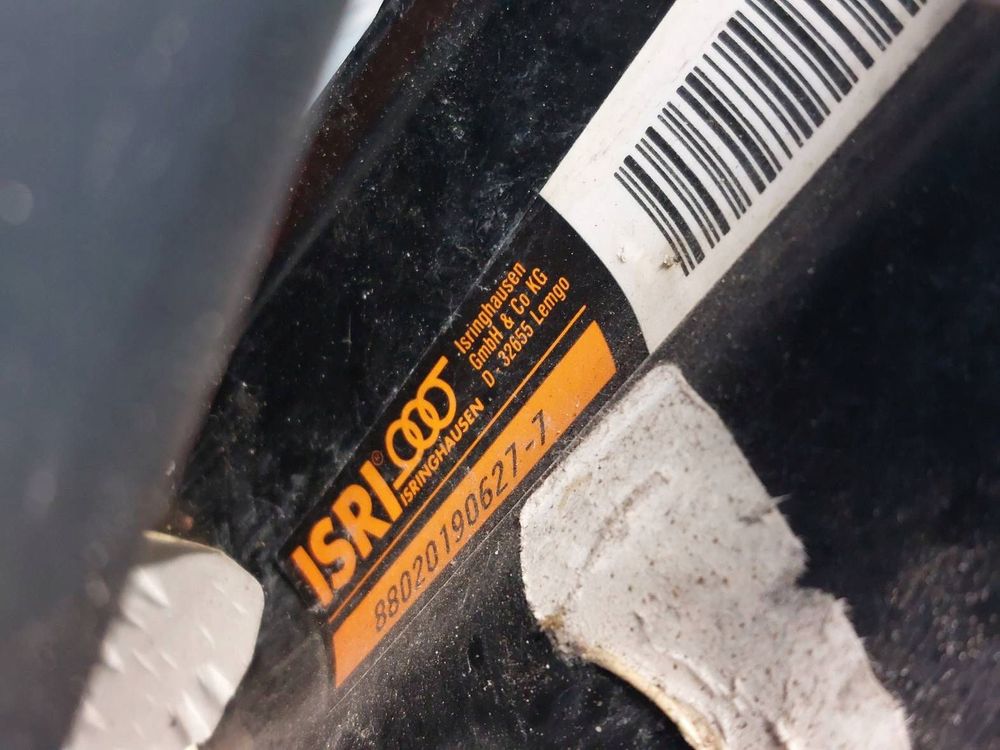 ISRI®
ISRINGHAUSEN
Isringhausen
GmbH & Co KG
D - 32655 Lemgo
88020190627-7